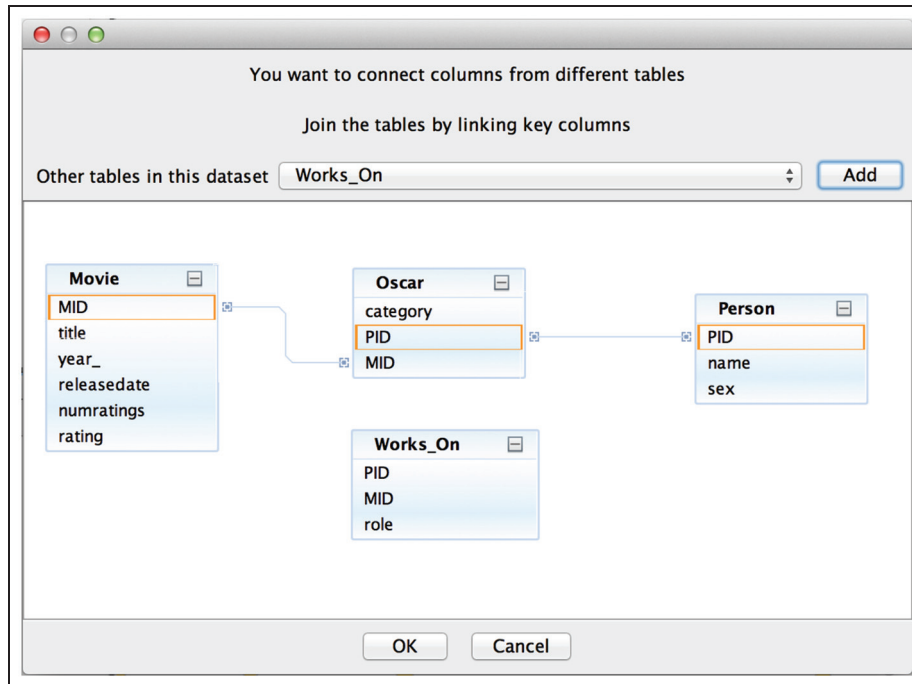 You want to connect columns from different tables
Join the tables by linking key columns
Other tables in this dataset Works_On Add
Movie
MID
title
year_
releasedate
numratings
rating
Oscar
category
PID
MID
Person
PID
name
sex
Works_On
PID
MID
role
OK Cancel